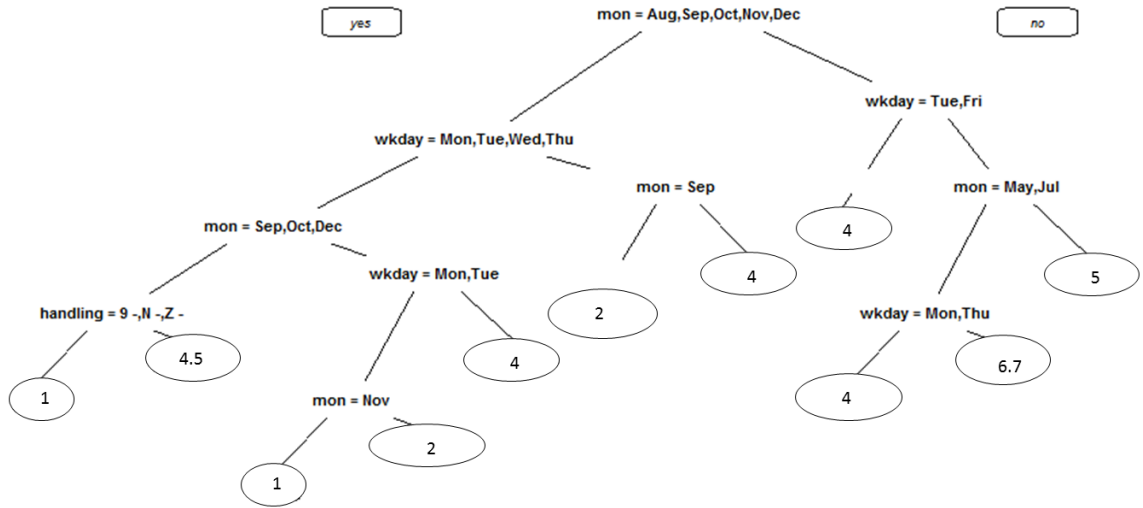 yes
mon = Aug,Sep,Oct,Nov,Dec
no
wkday = Tue,Fri
wkday = Mon,Tue,Wed,Thu
mon = Sep
mon = May,Jul
mon = Sep,Oct,Dec
4
wkday = Mon,Tue
4
5
handling = 9 -,N -,Z -
2
wkday = Mon,Thu
4.5
4
6.7
1
4
mon = Nov
2
1